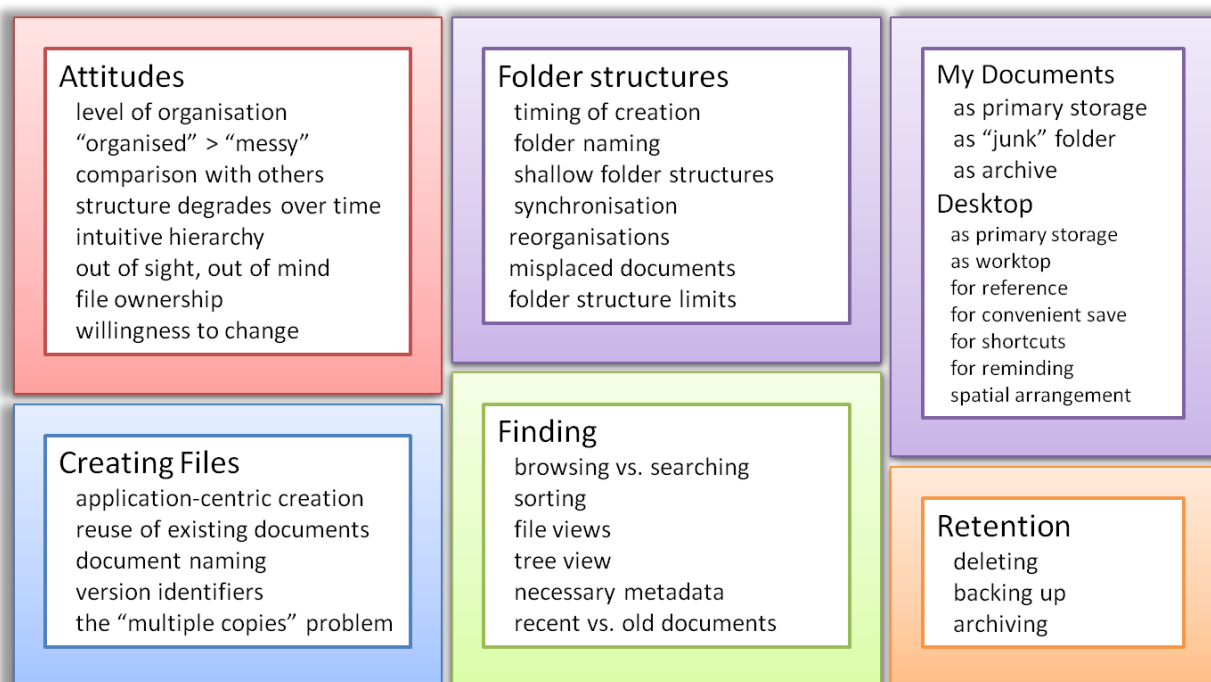 Attitudes
level of organisation
“organised” > “messy”
comparison with others
structure degrades over time
intuitive hierarchy
out of sight, out of mind
file ownership
willingness to change
Creating Files
application-centric creation
reuse of existing documents
document naming
version identifiers
the “multiple copies” problem
Folder structures
timing of creation
folder naming
shallow folder structures
synchronisation
reorganisations
misplaced documents
folder structure limits
Finding
browsing vs. searching
sorting
file views
tree view
necessary metadata
recent vs. old documents
My Documents
as primary storage
as “junk” folder
as archive
Desktop
as primary storage
as worktop
for reference
for convenient save
for shortcuts
for reminding
spatial arrangement
Retention
deleting
backing up
archiving